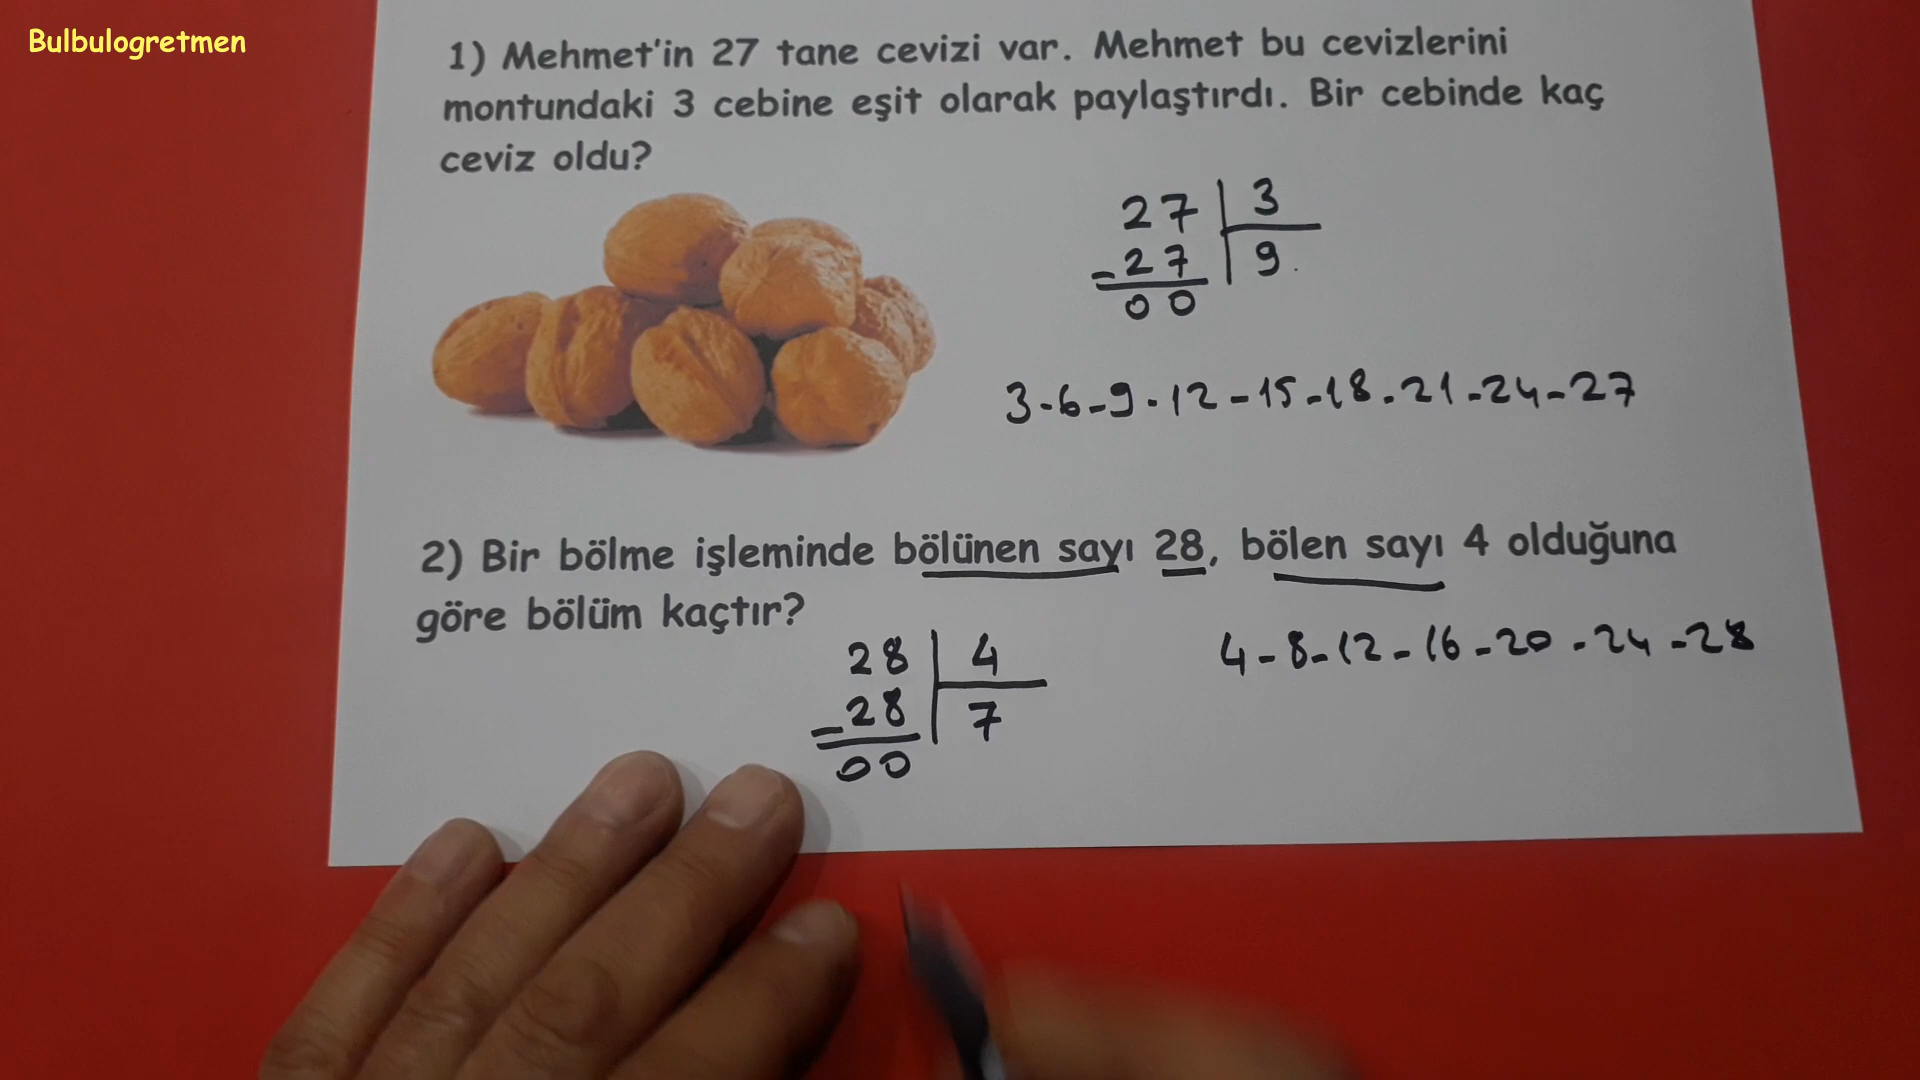 Bulbulogretmen
1) Mehmet'in 27 tane cevizi var. Mehmet bu cevizlerini
montundaki 3 cebine eşit olarak paylaştırdı. Bir cebinde kaç
ceviz oldu?
27 3
-27 9
00
3-6-9-12-15-18-21-24-27
2) Bir bölme işleminde bölünen sayı 28, bölen sayı 4 olduğuna
göre bölüm kaçtır?
28 4
-28 7
00
4-8-12-16-20-24-28